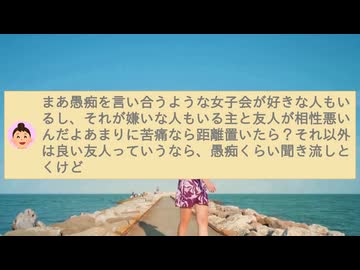 まあ愚痴を言い合うような女子会が好きな人もい
るし、それが嫌いな人もいる主と友人が相性悪い
んだよあまりに苦痛なら距離置いたら？それ以外
は良い友人っていうなら、愚痴くらい聞き流しと
くけど